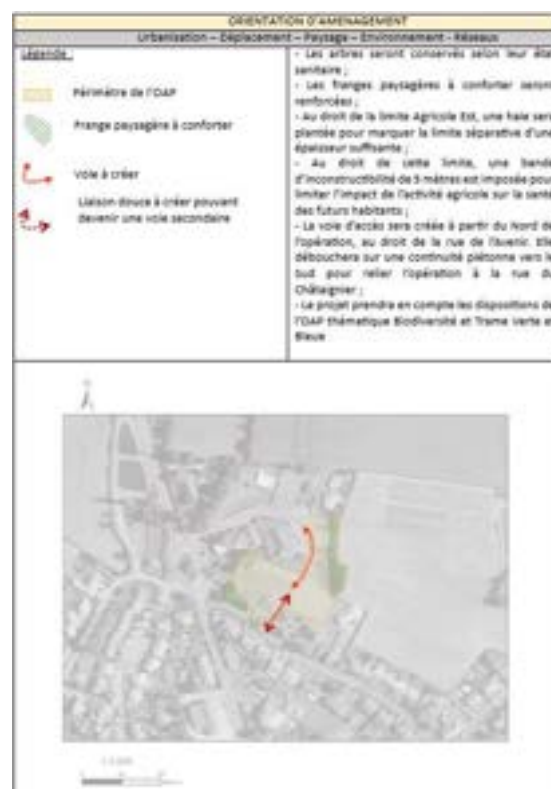 ORIENTATION D'AMENAGEMENT
Urbanisation – Déplacement – Paysage – Environnement - Réseaux
Légende :
Périmètre de l'OAP
Frange paysagère à conforter
Voie à créer
Liaison douce à créer pouvant
devenir une voie secondaire
- Les arbres seront conservés selon leur éta
sanitaire ;
- Les franges paysagères à conforter seron
renforcées ;
- Au droit de la limite Agricole Est, une haie ser
plantée pour marquer la limite séparative d'une
épaisseur suffisante ;
- Au droit de cette limite, une bande
d'inconstructibilité de 5 mètres est imposée pou
limiter l'impact de l'activité agricole sur la santé
des futurs habitants ;
- La voie d'accès sera créée à partir du Nord de
l'opération, au droit de la rue de l'Avenir. Elle
débouchera sur une continuité piétonne vers le
sud pour relier l'opération à la rue du
Châtaignier ;
- Le projet prendra en compte les dispositions de
l'OAP thématique Biodiversité et Trame Verte e
Bleue